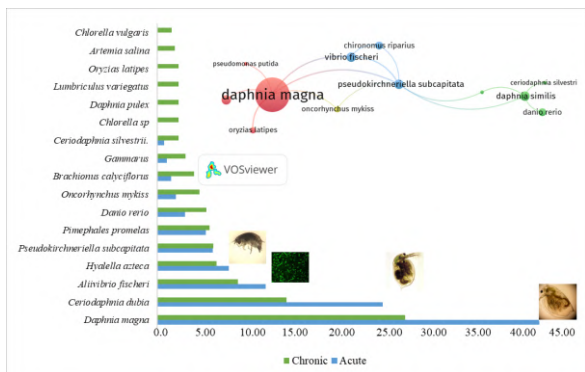 Chlorella vulgaris
Artemia salina
Oryzias latipes
Lumbriculus variegatus
Daphnia pulex
Chlorella sp
Ceriodaphnia silvestrii.
Gammarus
Brachionus calyciflorus
Oncorhynchus mykiss
Danio rerio
Pimephales promelas
Pseudokirchneriella subcapitata
Hyalella azteca
Aliivibrio fischeri
Ceriodaphnia dubia
Daphnia magna
chironomus riparius
vibrio fischeri
pseudomonas putida
pseudokirchneriella subcapitata
ceriodaphnia silvestri
daphnia magna
daphnia similis
oncorhynchus mykiss
danio rerio
oryzias latipes
VOSviewer
0.00 5.00 10.00 15.00 20.00 25.00 30.00 35.00 40.00 45.00
Chronic Acute